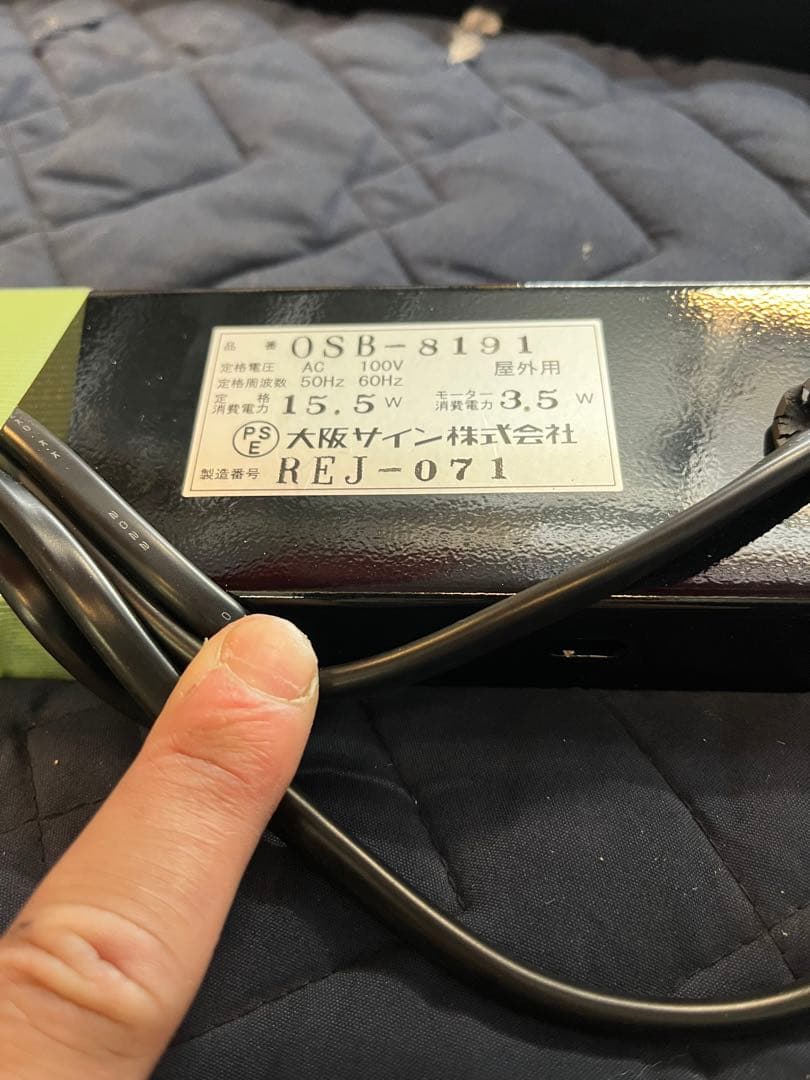 品 番 OSB-8191
定格電圧 AC 100V 屋外用
定格周波数 50Hz 60Hz
定格消費電力 15.5W モーター消費電力 3.5W
PSE 大阪サイン株式会社
製造番号 REJ-071
2022